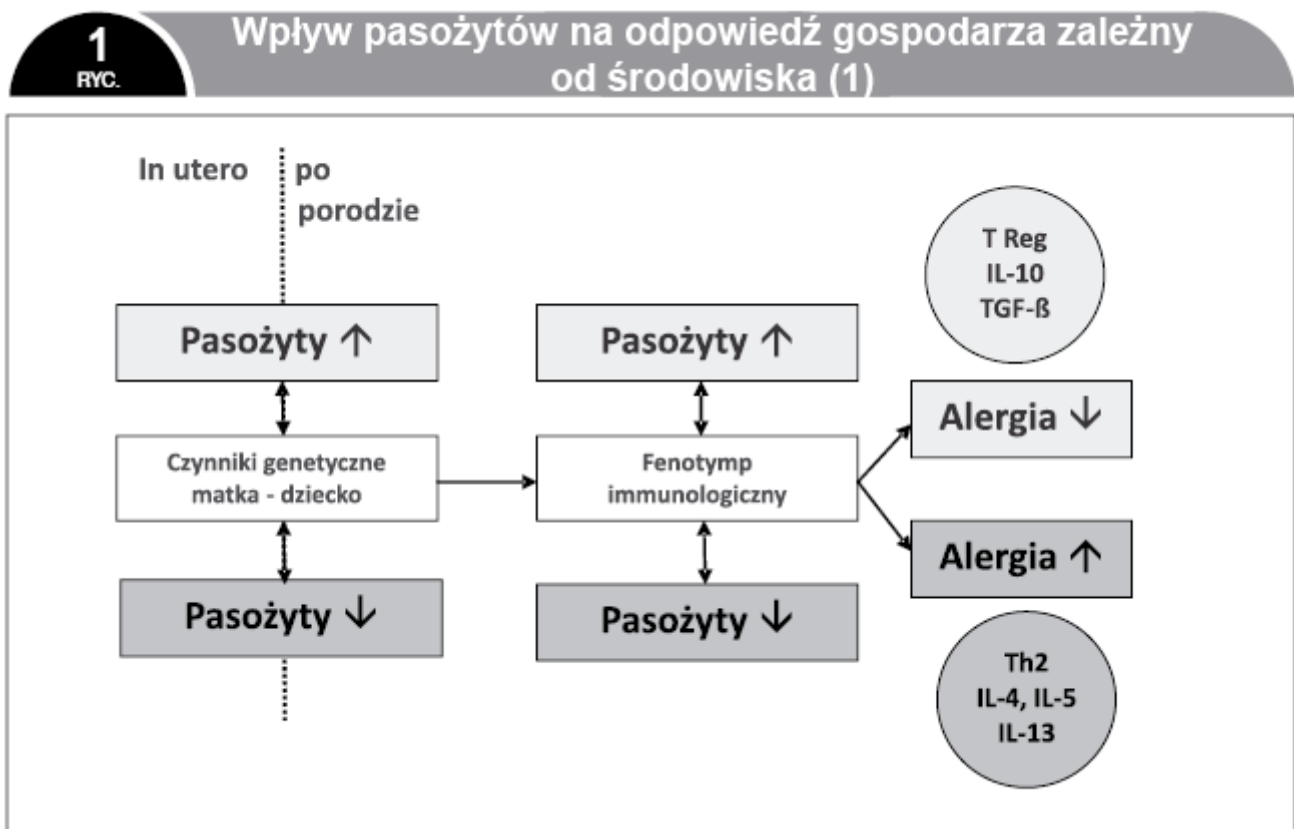 1
RYC.
Wpływ pasożytów na odpowiedź gospodarza zależny
od środowiska (1)
In utero
po
porodzie
Pasożyty ↑
Czynniki genetyczne
matka - dziecko
Pasożyty ↓
Pasożyty ↑
Fenotymp
immunologiczny
Pasożyty ↓
T Reg
IL-10
TGF-ß
Alergia ↓
Alergia ↑
Th2
IL-4, IL-5
IL-13